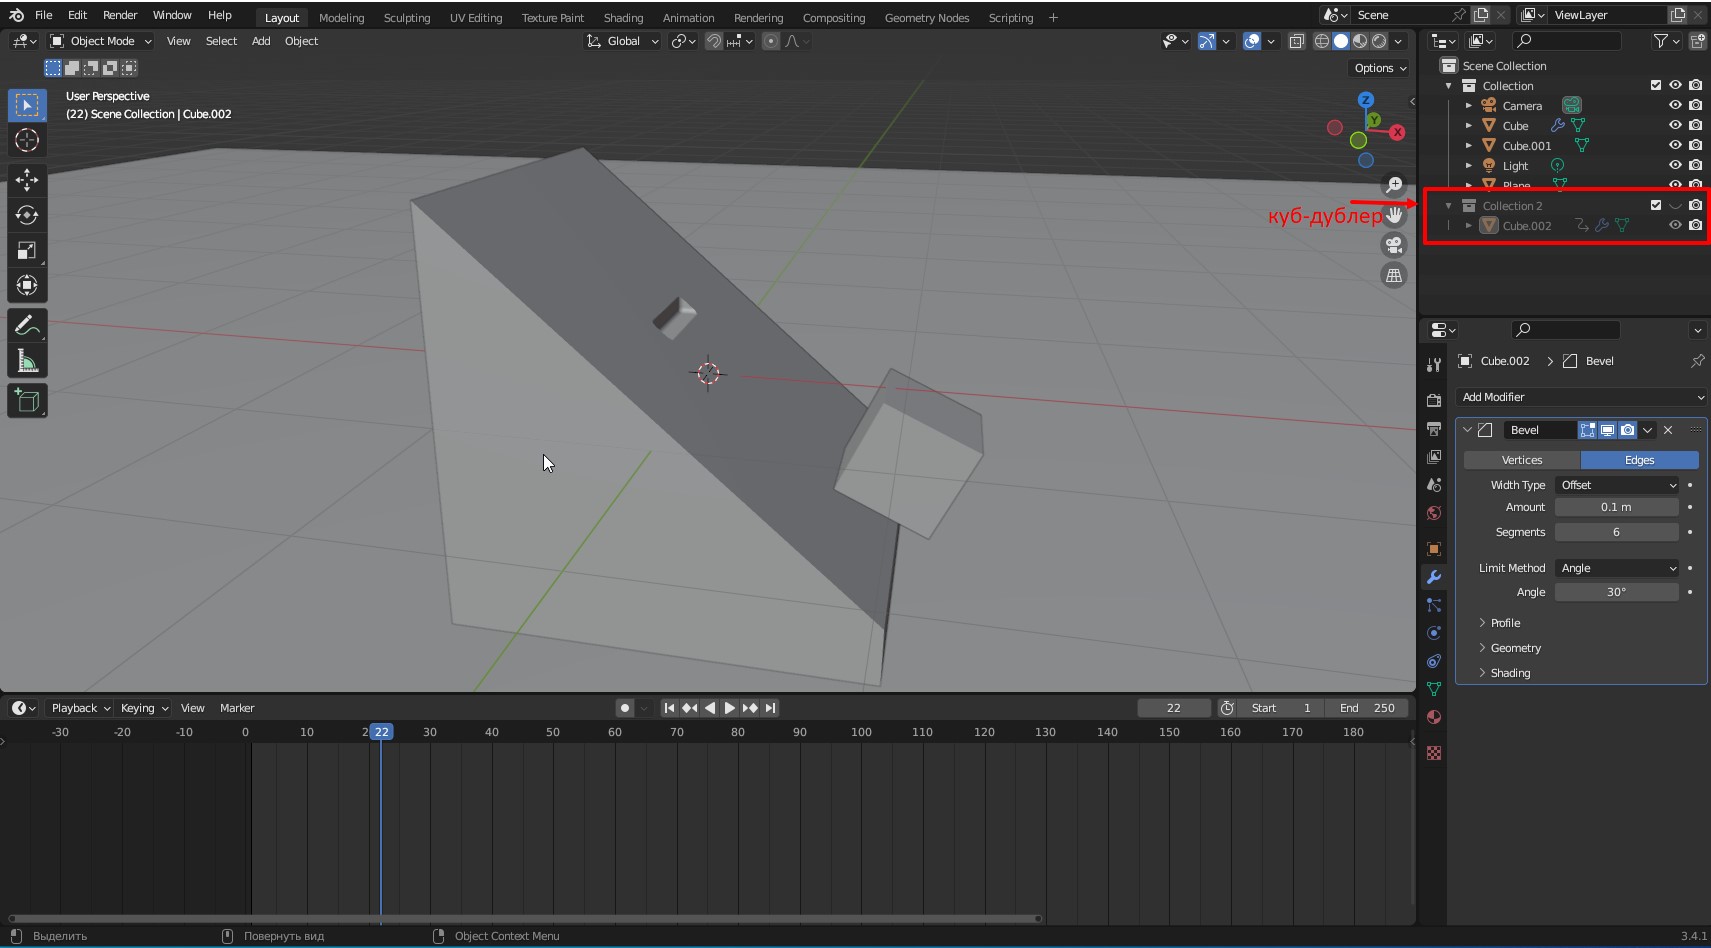 File Edit Render Window Help Layout Modeling Sculpting UV Editing Texture Paint Shading Animation Rendering Compositing Geometry Nodes Scripting + Scene ViewLayer
Object Mode View Select Add Object Global
Options
User Perspective
(22) Scene Collection | Cube.002
Z
Y
X
куб-дублер
Scene Collection
Collection
Camera
Cube
Cube.001
Light
Plane
Collection 2
Cube.002
Cube.002 > Bevel
Add Modifier
Bevel
Vertices Edges
Width Type Offset
Amount 0.1 m
Segments 6
Limit Method Angle
Angle 30°
Profile
Geometry
Shading
Playback Keying View Marker 22 Start 1 End 250
-30 -20 -10 0 10 2 22 30 40 50 60 70 80 90 100 110 120 130 140 150 160 170 180
Выделить Повернуть вид Object Context Menu 3.4.1